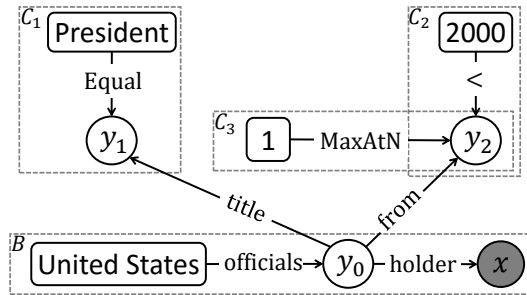 C₁
President
C₂
2000
Equal
<
C₃
1
MaxAtN
y₁
y₂
title
from
B
United States
officials
y₀
holder
x